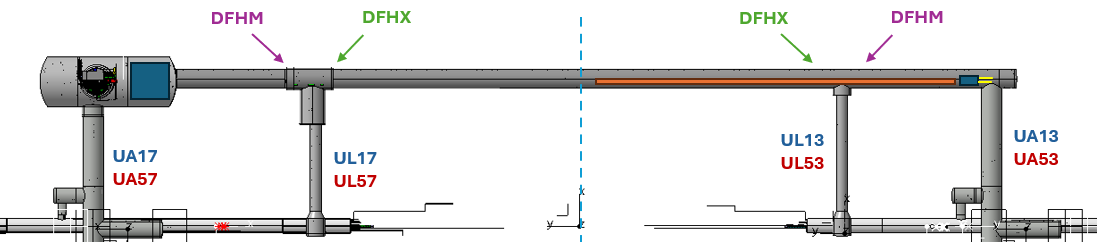 DFHM
DFHX
DFHX
DFHM
UA17
UA57
UL17
UL57
UL13
UL53
UA13
UA53